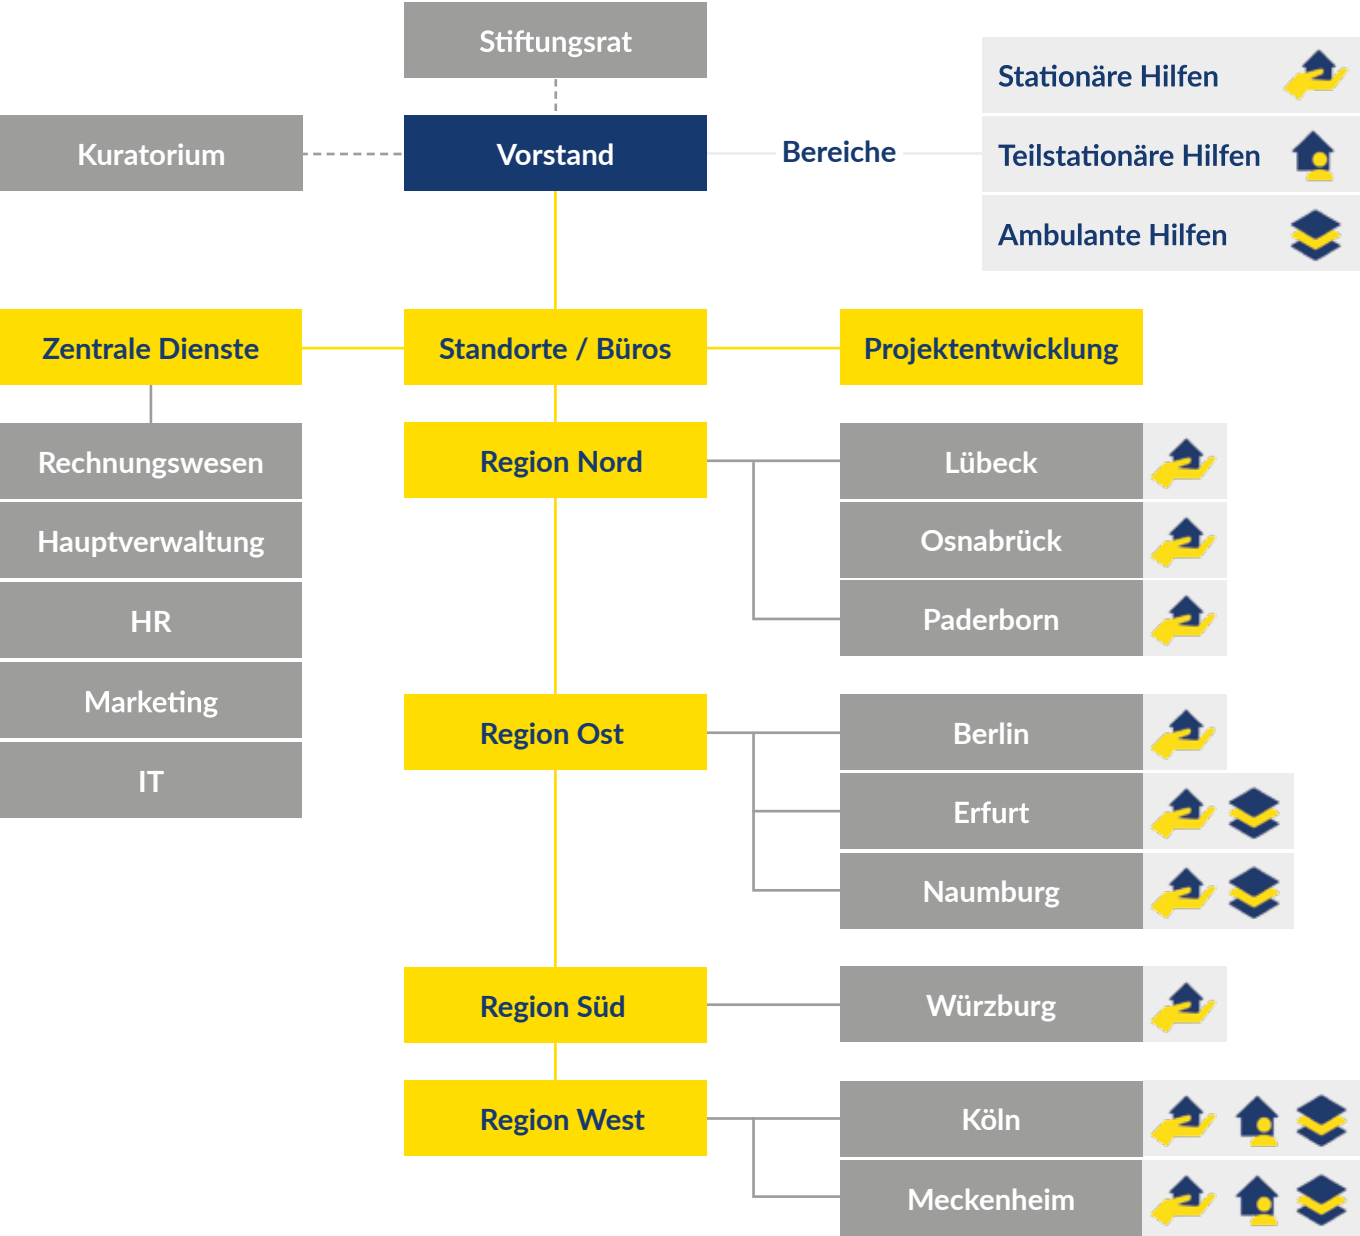 Stiftungsrat
Kuratorium
Vorstand
Bereiche
Stationäre Hilfen
Teilstationäre Hilfen
Ambulante Hilfen
Zentrale Dienste
Standorte / Büros
Projektentwicklung
Rechnungswesen
Hauptverwaltung
HR
Marketing
IT
Region Nord
Lübeck
Osnabrück
Paderborn
Region Ost
Berlin
Erfurt
Naumburg
Region Süd
Würzburg
Region West
Köln
Meckenheim